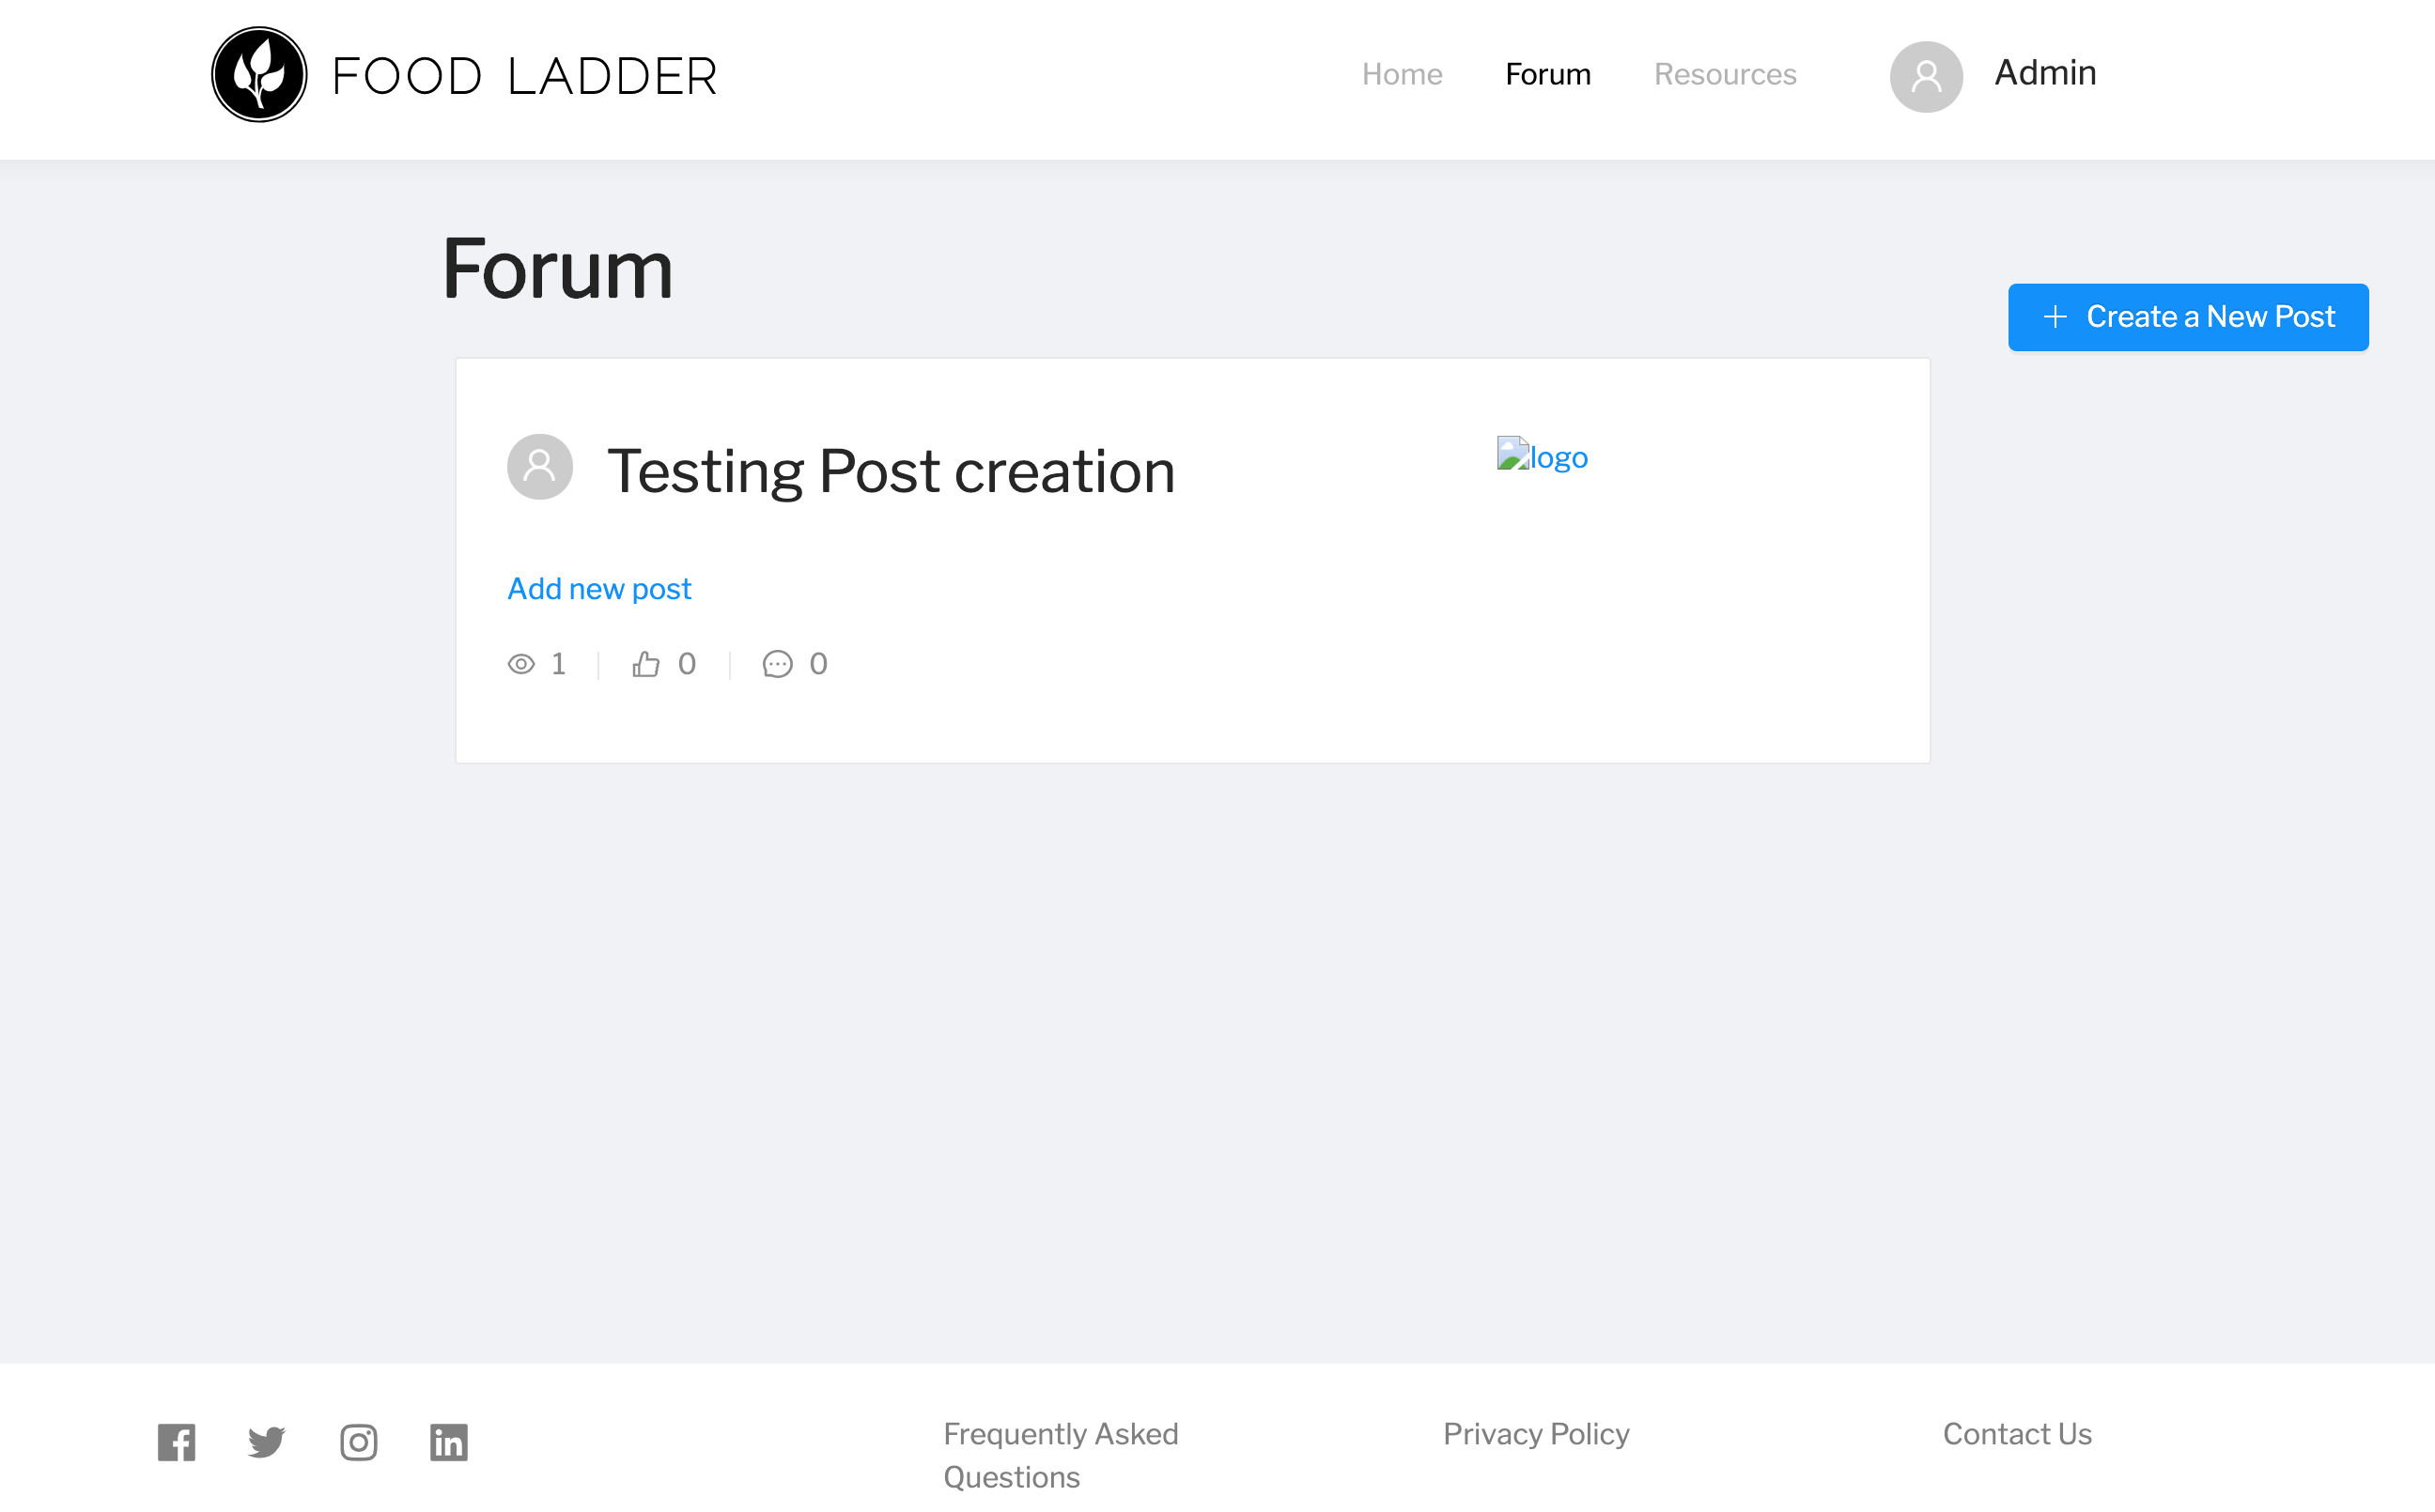 FOOD LADDER
Home
Forum
Resources
Admin
Forum
Create a New Post
Testing Post creation
logo
Add new post
1
0
0
Frequently Asked
Questions
Privacy Policy
Contact Us